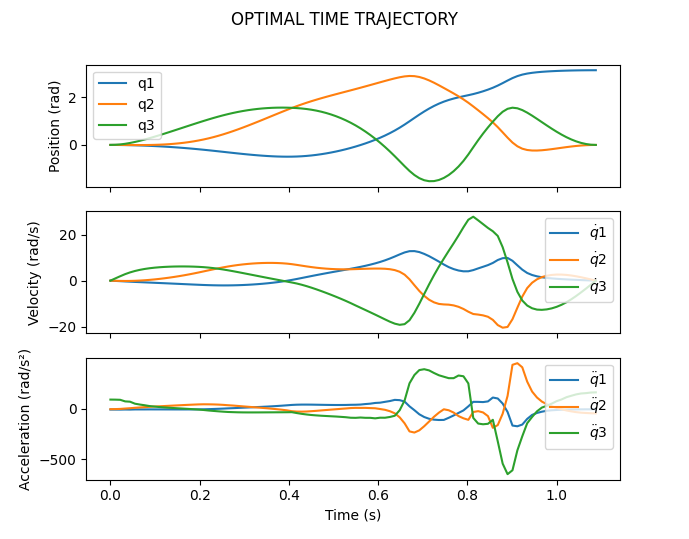 OPTIMAL TIME TRAJECTORY
Position (rad)
2
0
q1
q2
q3
Velocity (rad/s)
20
0
−20
q̇1
q̇2
q̇3
Acceleration (rad/s²)
0
−500
q̈1
q̈2
q̈3
0.0 0.2 0.4 0.6 0.8 1.0
Time (s)